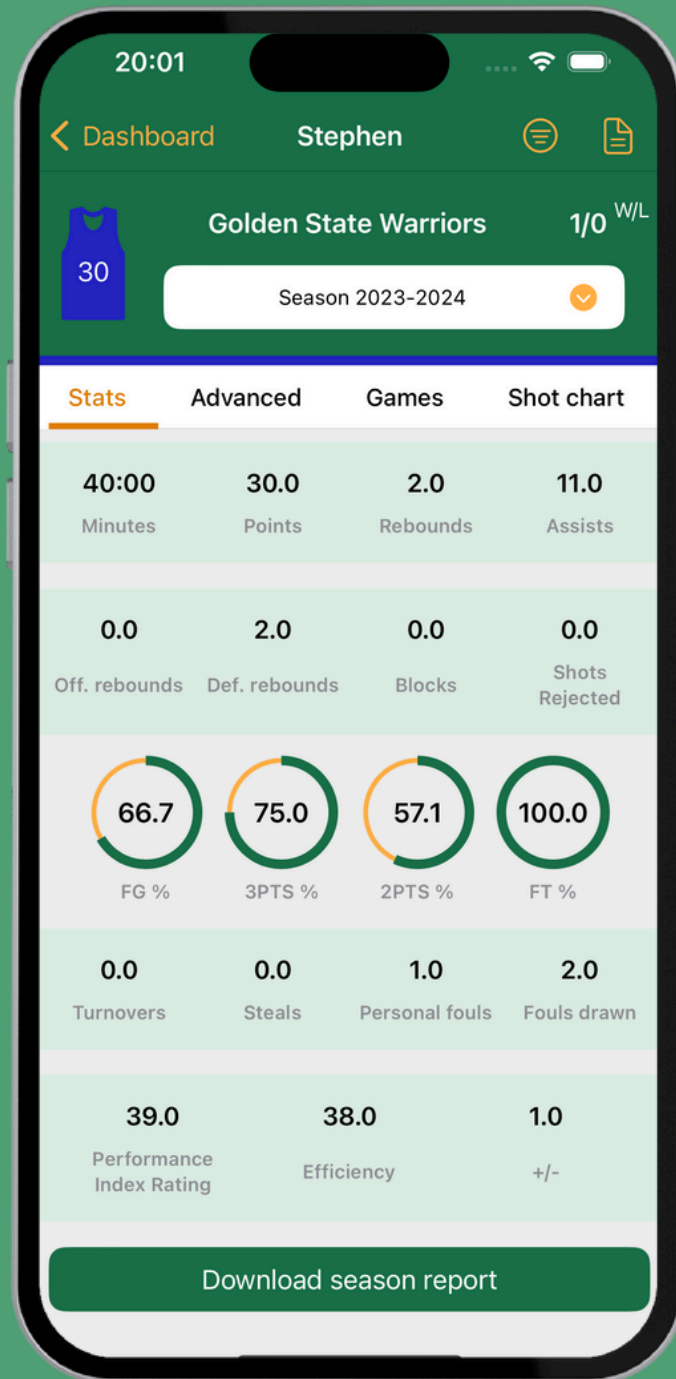 20:01
Dashboard Stephen
Golden State Warriors 1/0 W/L
30
Season 2023-2024
Stats Advanced Games Shot chart
40:00 30.0 2.0 11.0
Minutes Points Rebounds Assists
0.0 2.0 0.0 0.0
Off. rebounds Def. rebounds Blocks Shots
Rejected
66.7 75.0 57.1 100.0
FG % 3PTS % 2PTS % FT %
0.0 0.0 1.0 2.0
Turnovers Steals Personal fouls Fouls drawn
39.0 38.0 1.0
Performance
Index Rating Efficiency +/-
Download season report